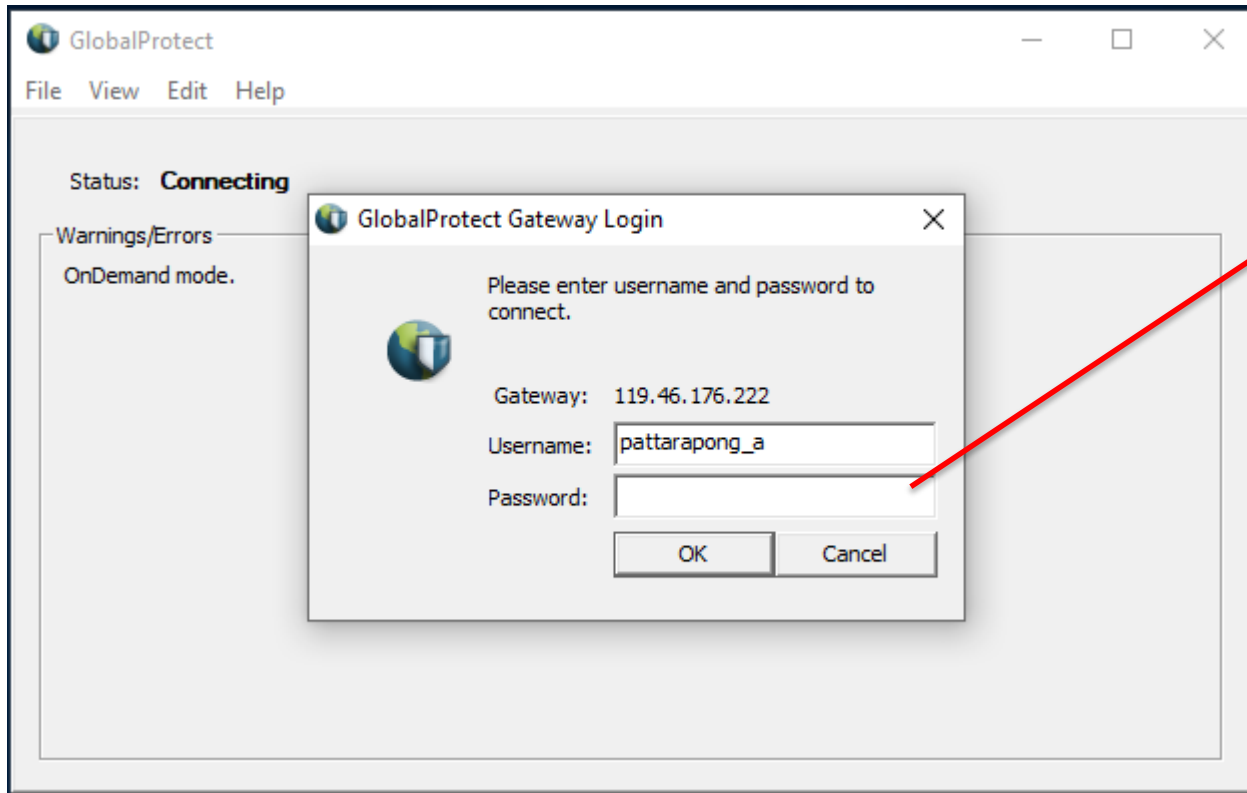 GlobalProtect
File View Edit Help
Status: Connecting
Warnings/Errors
OnDemand mode.
GlobalProtect Gateway Login
Please enter username and password to
connect.
Gateway: 119.46.176.222
Username: pattarapong_a
Password:
OK Cancel